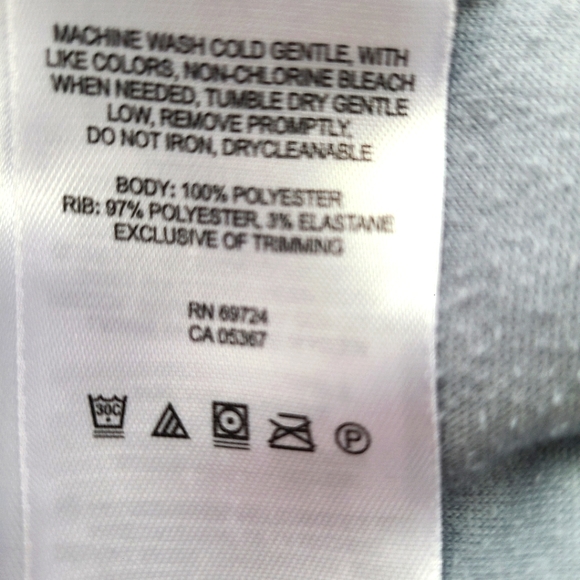 MACHINE WASH COLD GENTLE, WITH
LIKE COLORS, NON-CHLORINE BLEACH
WHEN NEEDED, TUMBLE DRY GENTLE
LOW, REMOVE PROMPTLY,
DO NOT IRON, DRYCLEANABLE
BODY: 100% POLYESTER
RIB: 97% POLYESTER, 3% ELASTANE
EXCLUSIVE OF TRIMMING
RN 69724
CA 05367
30C
P